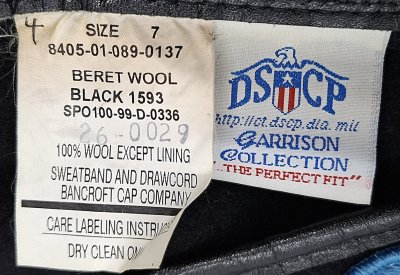 4
SIZE 7
8405-01-089-0137
BERET WOOL
BLACK 1593
SPO100-99-D-0336
26-0029
100% WOOL EXCEPT LINING
SWEATBAND AND DRAWCORD
BANCROFT CAP COMPANY
CARE LABELING INSTRUC
DRY CLEAN ON
DSCP
http://ct.dscp.dla.mil
GARRISON
COLLECTION
"...THE PERFECT FIT"